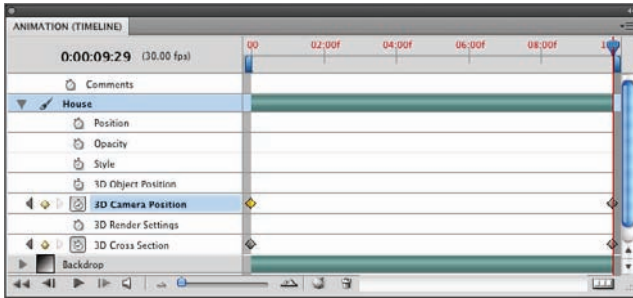 ANIMATION (TIMELINE)
0:00:09:29 (30.00 fps)
00 02:00f 04:00f 06:00f 08:00f
Comments
House
Position
Opacity
Style
3D Object Position
3D Camera Position
3D Render Settings
3D Cross Section
Backdrop